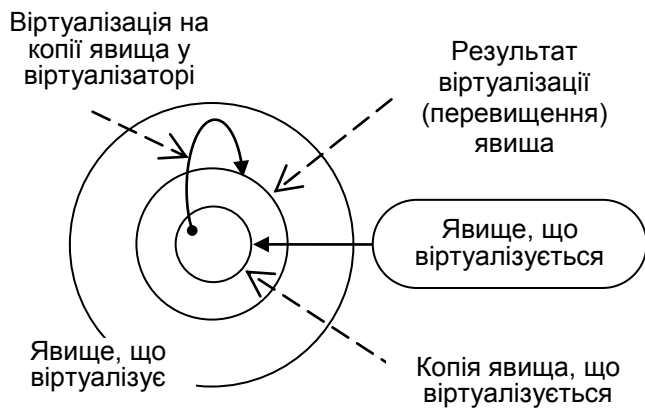 Віртуалізація на
копії явища у
віртуалізаторі
Результат
віртуалізації
(перевищення)
явища
Явище, що
віртуалізується
Явище, що
віртуалізує
Копія явища, що
віртуалізується